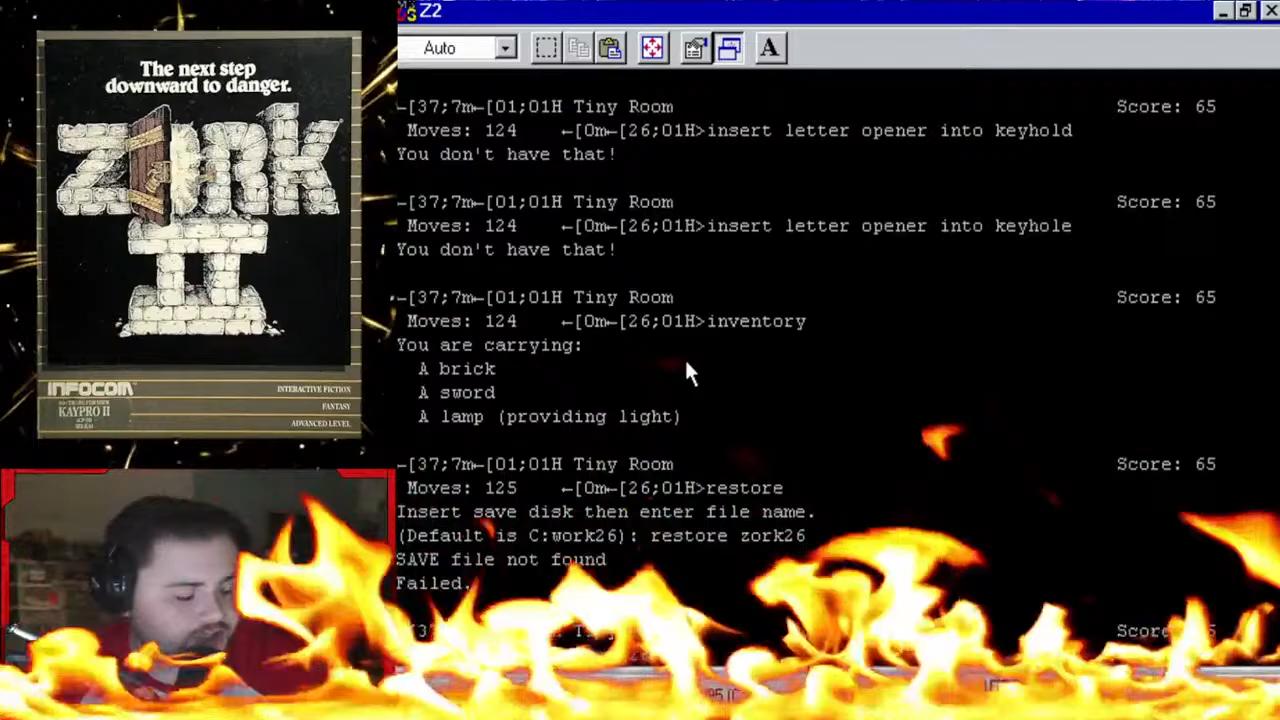 The next step
downward to danger.
ZORK
II
INFOCOM
INTERACTIVE FICTION
FANTASY
ADVANCED LEVEL
KAYPRO II
Z2
Auto
A
←[37;7m←[01;01H Tiny Room Score: 65
Moves: 124 ←[0m←[26;01H>insert letter opener into keyhold
You don't have that!
←[37;7m←[01;01H Tiny Room Score: 65
Moves: 124 ←[0m←[26;01H>insert letter opener into keyhole
You don't have that!
←[37;7m←[01;01H Tiny Room Score: 65
Moves: 124 ←[0m←[26;01H>inventory
You are carrying:
A brick
A sword
A lamp (providing light)
←[37;7m←[01;01H Tiny Room Score: 65
Moves: 125 ←[0m←[26;01H>restore
Insert save disk then enter file name.
(Default is C:work26): restore zork26
SAVE file not found
Failed.